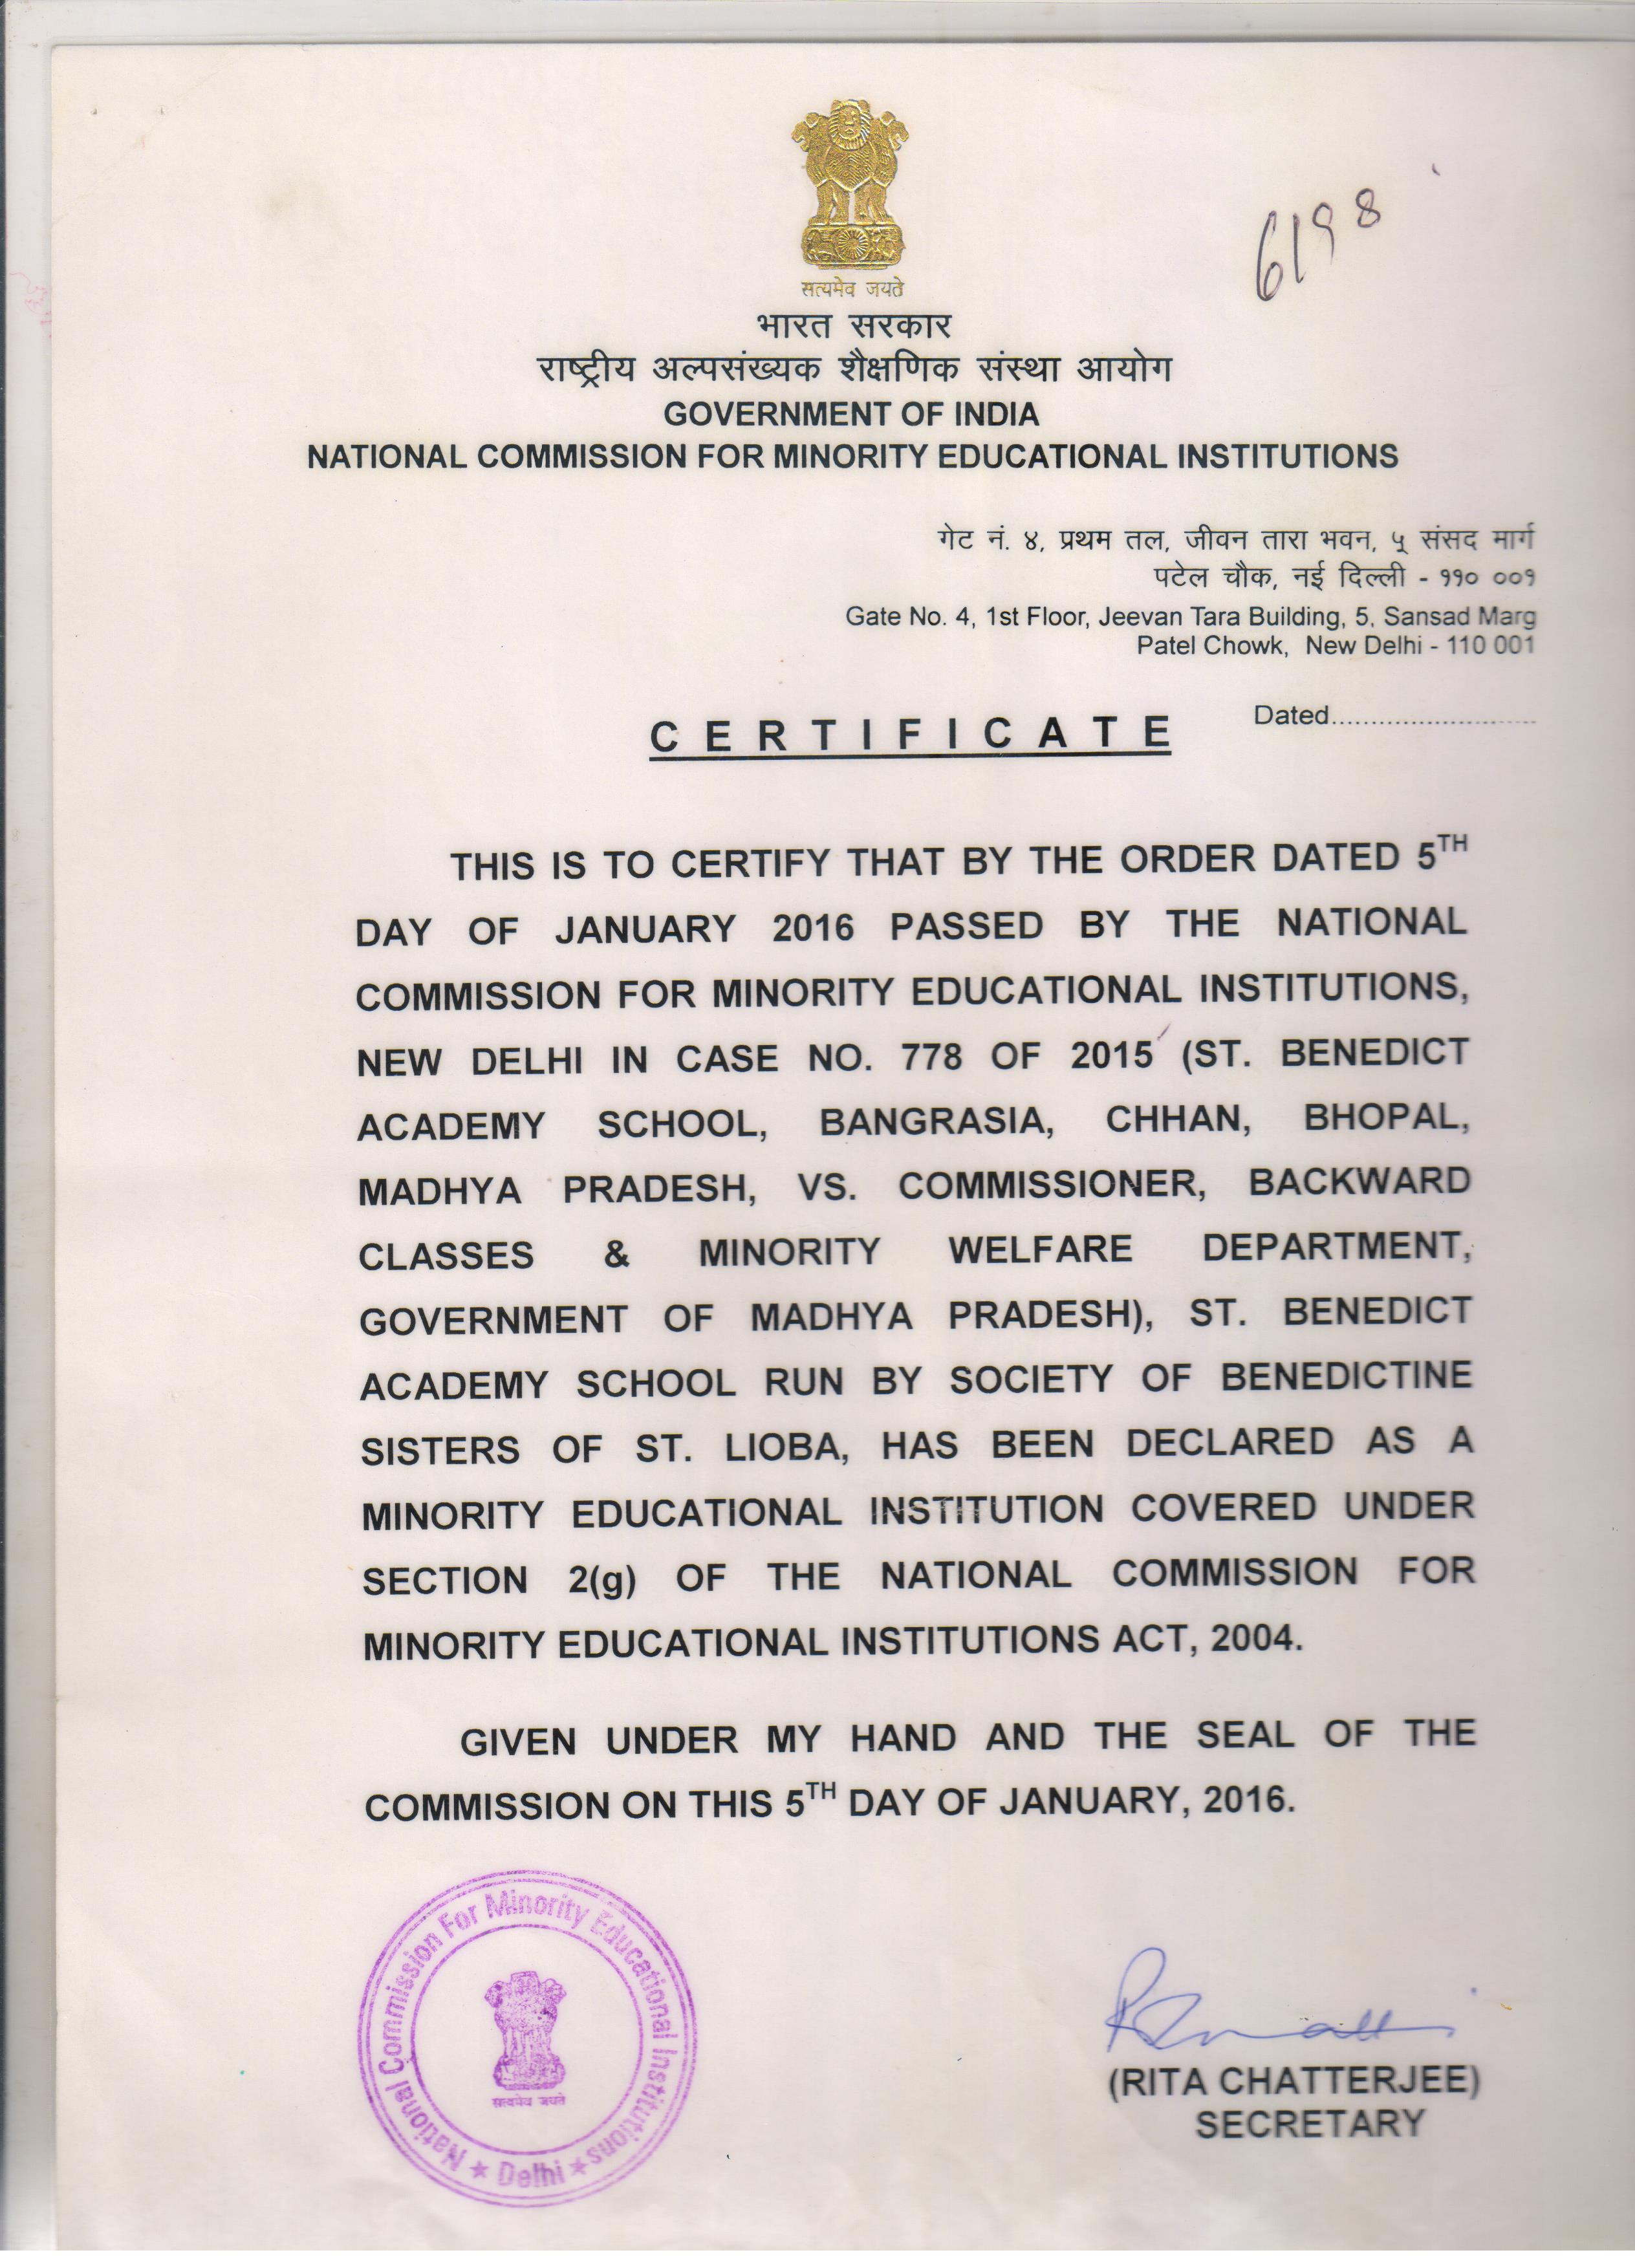 सत्यमेव जयते
6198
भारत सरकार
राष्ट्रीय अल्पसंख्यक शैक्षणिक संस्था आयोग
GOVERNMENT OF INDIA
NATIONAL COMMISSION FOR MINORITY EDUCATIONAL INSTITUTIONS
गेट नं. ४, प्रथम तल, जीवन तारा भवन, ५ संसद मार्ग
पटेल चौक, नई दिल्ली - ११० ००१
Gate No. 4, 1st Floor, Jeevan Tara Building, 5, Sansad Marg
Patel Chowk, New Delhi - 110 001
Dated..........................
CERTIFICATE
THIS IS TO CERTIFY THAT BY THE ORDER DATED 5TH
DAY OF JANUARY 2016 PASSED BY THE NATIONAL
COMMISSION FOR MINORITY EDUCATIONAL INSTITUTIONS,
NEW DELHI IN CASE NO. 778 OF 2015 (ST. BENEDICT
ACADEMY SCHOOL, BANGRASIA, CHHAN, BHOPAL,
MADHYA PRADESH, VS. COMMISSIONER, BACKWARD
CLASSES & MINORITY WELFARE DEPARTMENT,
GOVERNMENT OF MADHYA PRADESH), ST. BENEDICT
ACADEMY SCHOOL RUN BY SOCIETY OF BENEDICTINE
SISTERS OF ST. LIOBA, HAS BEEN DECLARED AS A
MINORITY EDUCATIONAL INSTITUTION COVERED UNDER
SECTION 2(g) OF THE NATIONAL COMMISSION FOR
MINORITY EDUCATIONAL INSTITUTIONS ACT, 2004.
GIVEN UNDER MY HAND AND THE SEAL OF THE
COMMISSION ON THIS 5TH DAY OF JANUARY, 2016.
National Commission For Minority Educational Institutions
★ Delhi ★
सत्यमेव जयते
(RITA CHATTERJEE)
SECRETARY